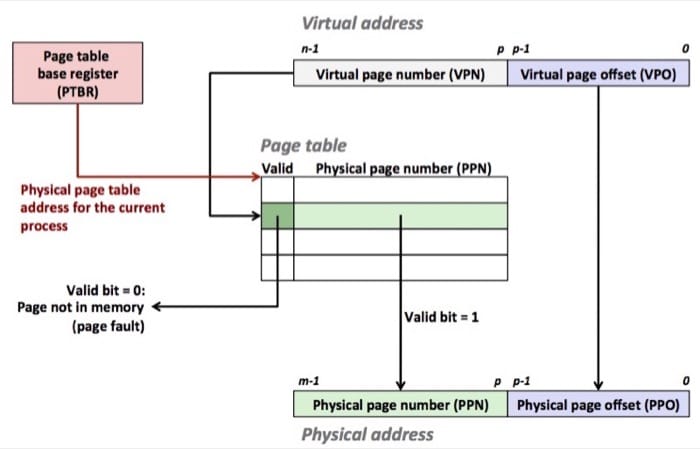 Virtual address
n-1 p p-1 0
Page table
base register
(PTBR)
Virtual page number (VPN) Virtual page offset (VPO)
Page table
Valid Physical page number (PPN)
Physical page table
address for the current
process
Valid bit = 0:
Page not in memory
(page fault)
Valid bit = 1
m-1 p p-1 0
Physical page number (PPN) Physical page offset (PPO)
Physical address